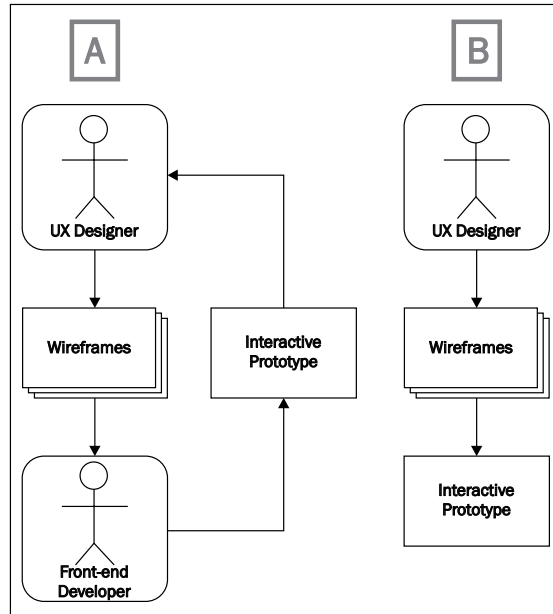 A
UX Designer
Wireframes
Interactive
Prototype
Front-end
Developer
B
UX Designer
Wireframes
Interactive
Prototype